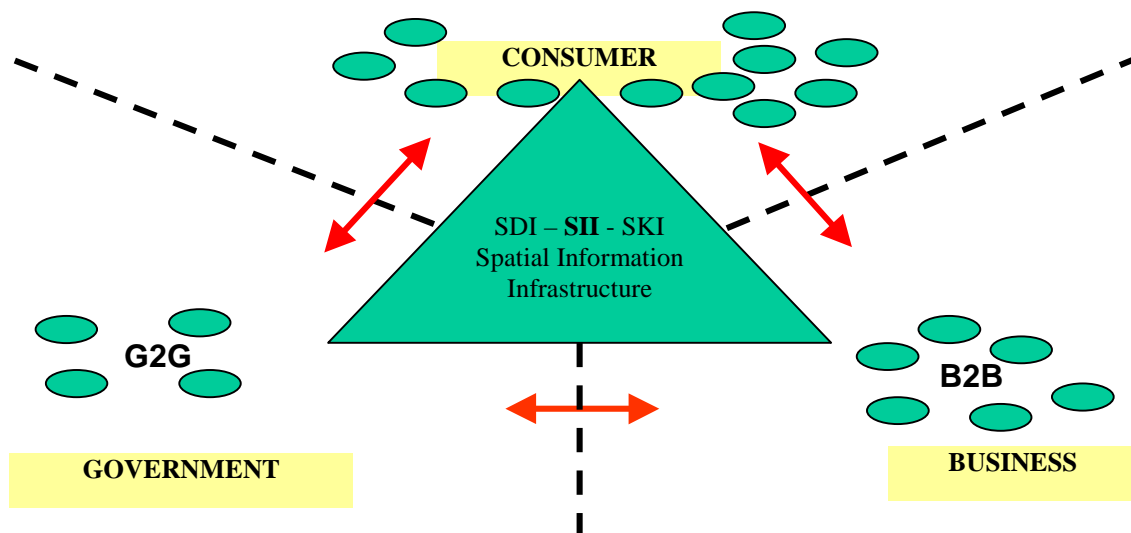 CONSUMER
SDI – SII - SKI
Spatial Information
Infrastructure
G2G
B2B
GOVERNMENT
BUSINESS